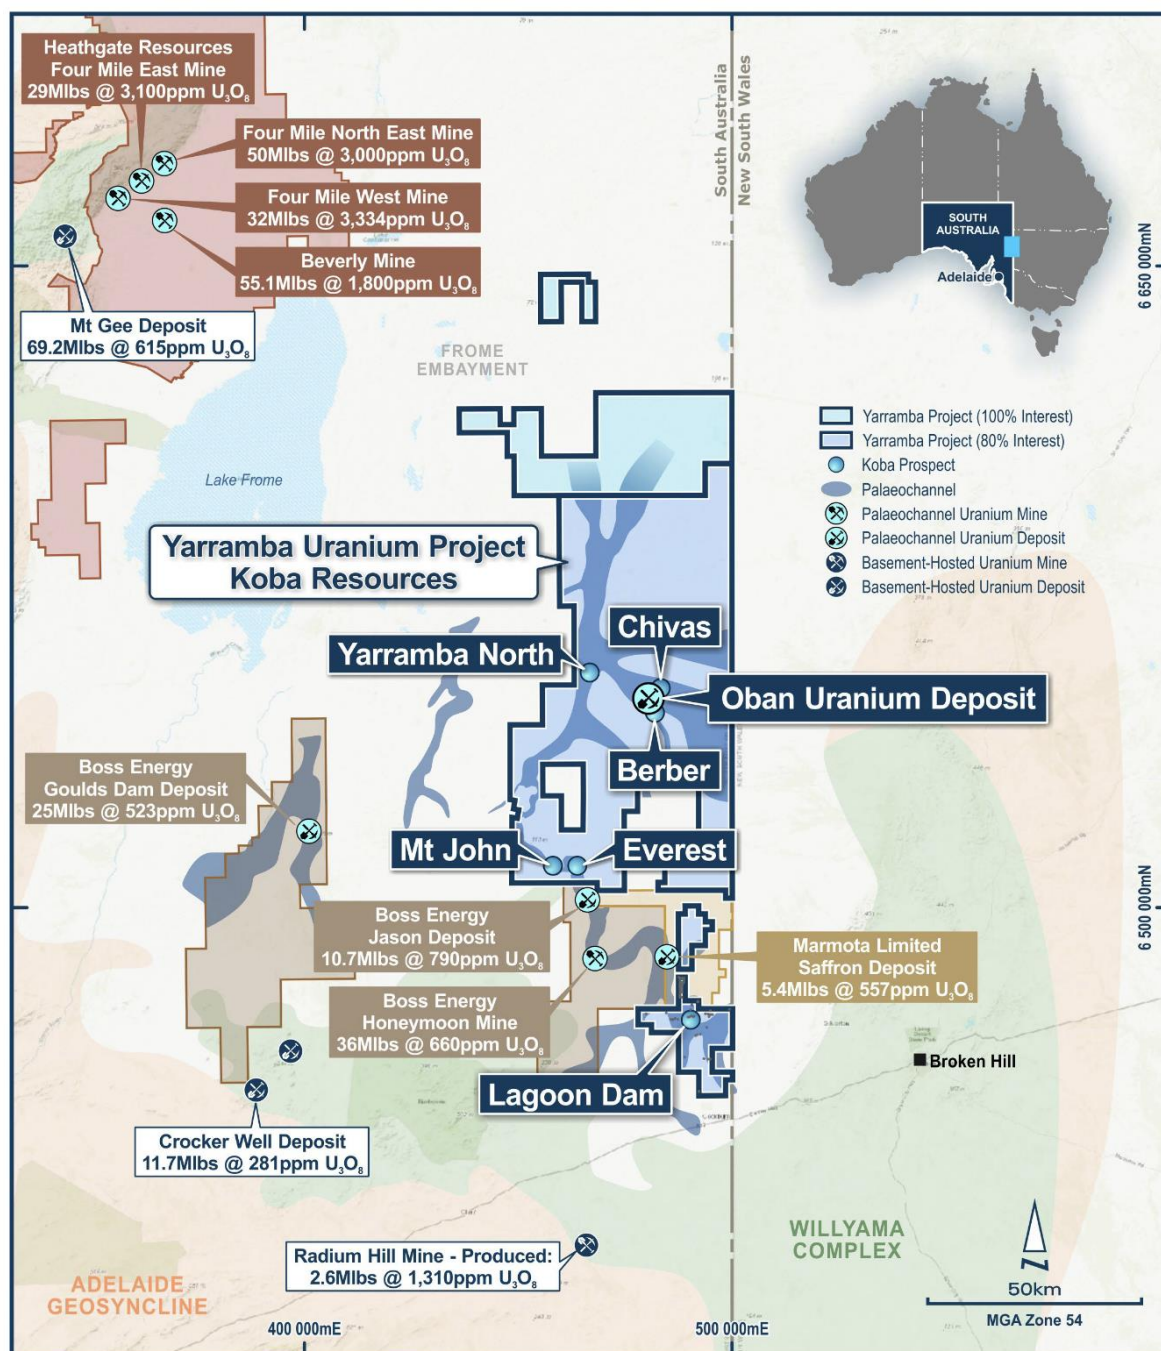 Heathgate Resources
Four Mile East Mine
29Mlbs @ 3,100ppm U₃O₈
Four Mile North East Mine
50Mlbs @ 3,000ppm U₃O₈
Four Mile West Mine
32Mlbs @ 3,334ppm U₃O₈
Beverly Mine
55.1Mlbs @ 1,800ppm U₃O₈
Mt Gee Deposit
69.2Mlbs @ 615ppm U₃O₈
South Australia
New South Wales
SOUTH
AUSTRALIA
Adelaide
6 650 000mN
FROME
EMBAYMENT
Lake Frome
Yarramba Project (100% Interest)
Yarramba Project (80% Interest)
Koba Prospect
Palaeochannel
Palaeochannel Uranium Mine
Palaeochannel Uranium Deposit
Basement-Hosted Uranium Mine
Basement-Hosted Uranium Deposit
Yarramba Uranium Project
Koba Resources
Chivas
Yarramba North
Oban Uranium Deposit
Berber
Boss Energy
Goulds Dam Deposit
25Mlbs @ 523ppm U₃O₈
Mt John
Everest
6 500 000mN
Boss Energy
Jason Deposit
10.7Mlbs @ 790ppm U₃O₈
Marmota Limited
Saffron Deposit
5.4Mlbs @ 557ppm U₃O₈
Boss Energy
Honeymoon Mine
36Mlbs @ 660ppm U₃O₈
Broken Hill
Lagoon Dam
Crocker Well Deposit
11.7Mlbs @ 281ppm U₃O₈
Radium Hill Mine - Produced:
2.6Mlbs @ 1,310ppm U₃O₈
WILLYAMA
COMPLEX
ADELAIDE
GEOSYNCLINE
N
50km
MGA Zone 54
400 000mE
500 000mE